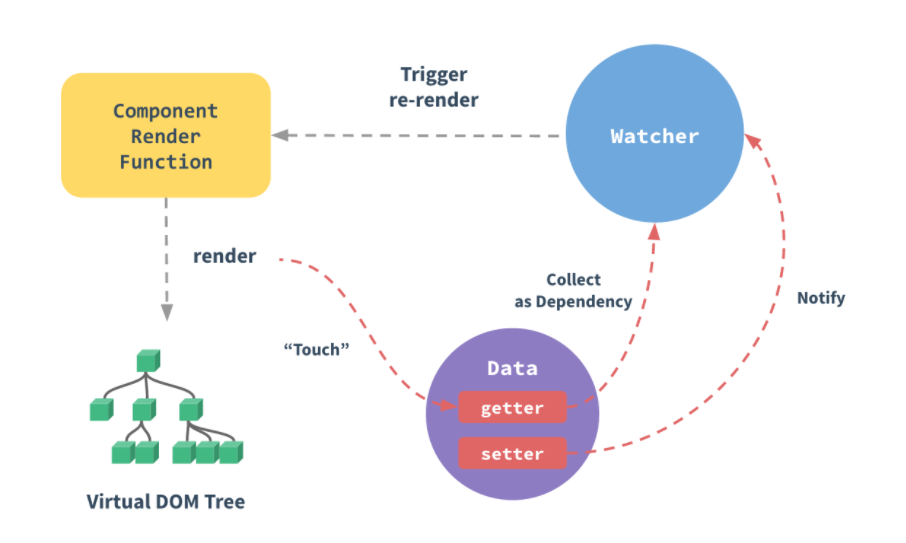 Trigger
re-render
Component
Render
Function
Watcher
render
Collect
as Dependency
Notify
“Touch”
Data
getter
setter
Virtual DOM Tree